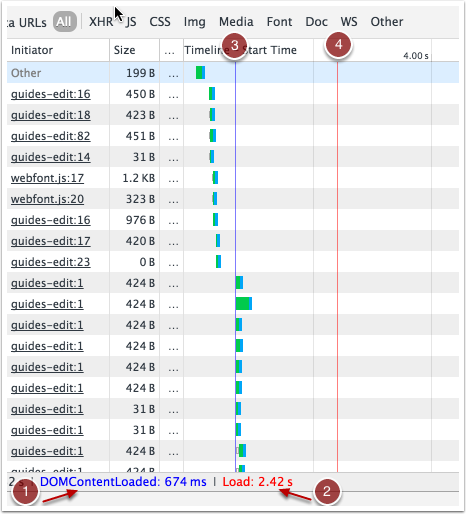 ta URLs All XHR JS CSS Img Media Font Doc WS Other
Initiator Size ... Timeline Start Time
3 4
4.00 s
Other 199 B ...
guides-edit:16 450 B ...
guides-edit:18 423 B ...
guides-edit:82 451 B ...
guides-edit:14 31 B ...
webfont.js:17 1.2 KB ...
webfont.js:20 323 B ...
guides-edit:16 976 B ...
guides-edit:17 420 B ...
guides-edit:23 0 B ...
guides-edit:1 424 B ...
guides-edit:1 424 B ...
guides-edit:1 424 B ...
guides-edit:1 424 B ...
guides-edit:1 424 B ...
guides-edit:1 424 B ...
guides-edit:1 31 B ...
guides-edit:1 31 B ...
guides-edit:1 424 B ...
guides-edit:1 424 B ...
2 s | DOMContentLoaded: 674 ms | Load: 2.42 s
1 2